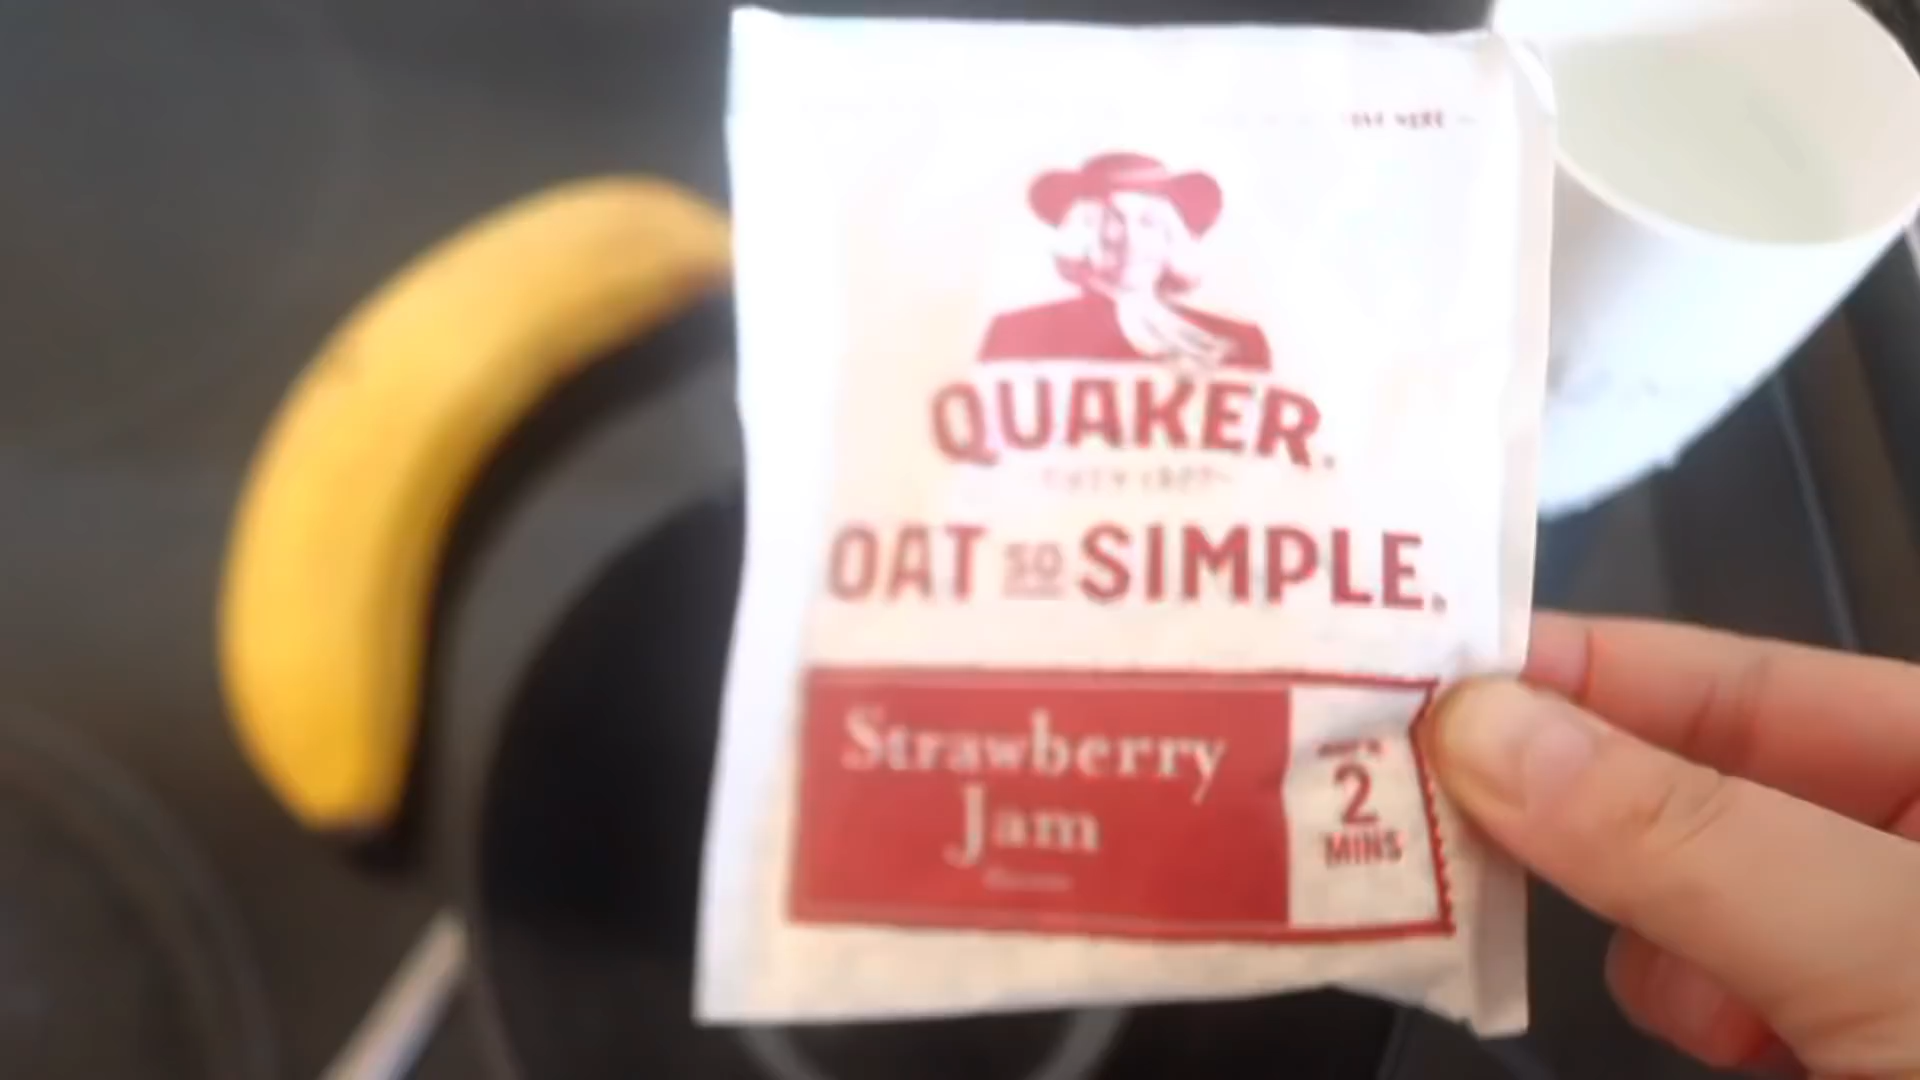 QUAKER.
OAT SO SIMPLE.
Strawberry
Jam
2
MINS